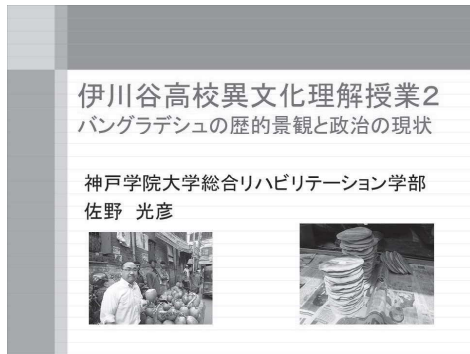 伊川谷高校異文化理解授業2
バングラデシュの歴的景観と政治の現状
神戸学院大学総合リハビリテーション学部
佐野　光彦